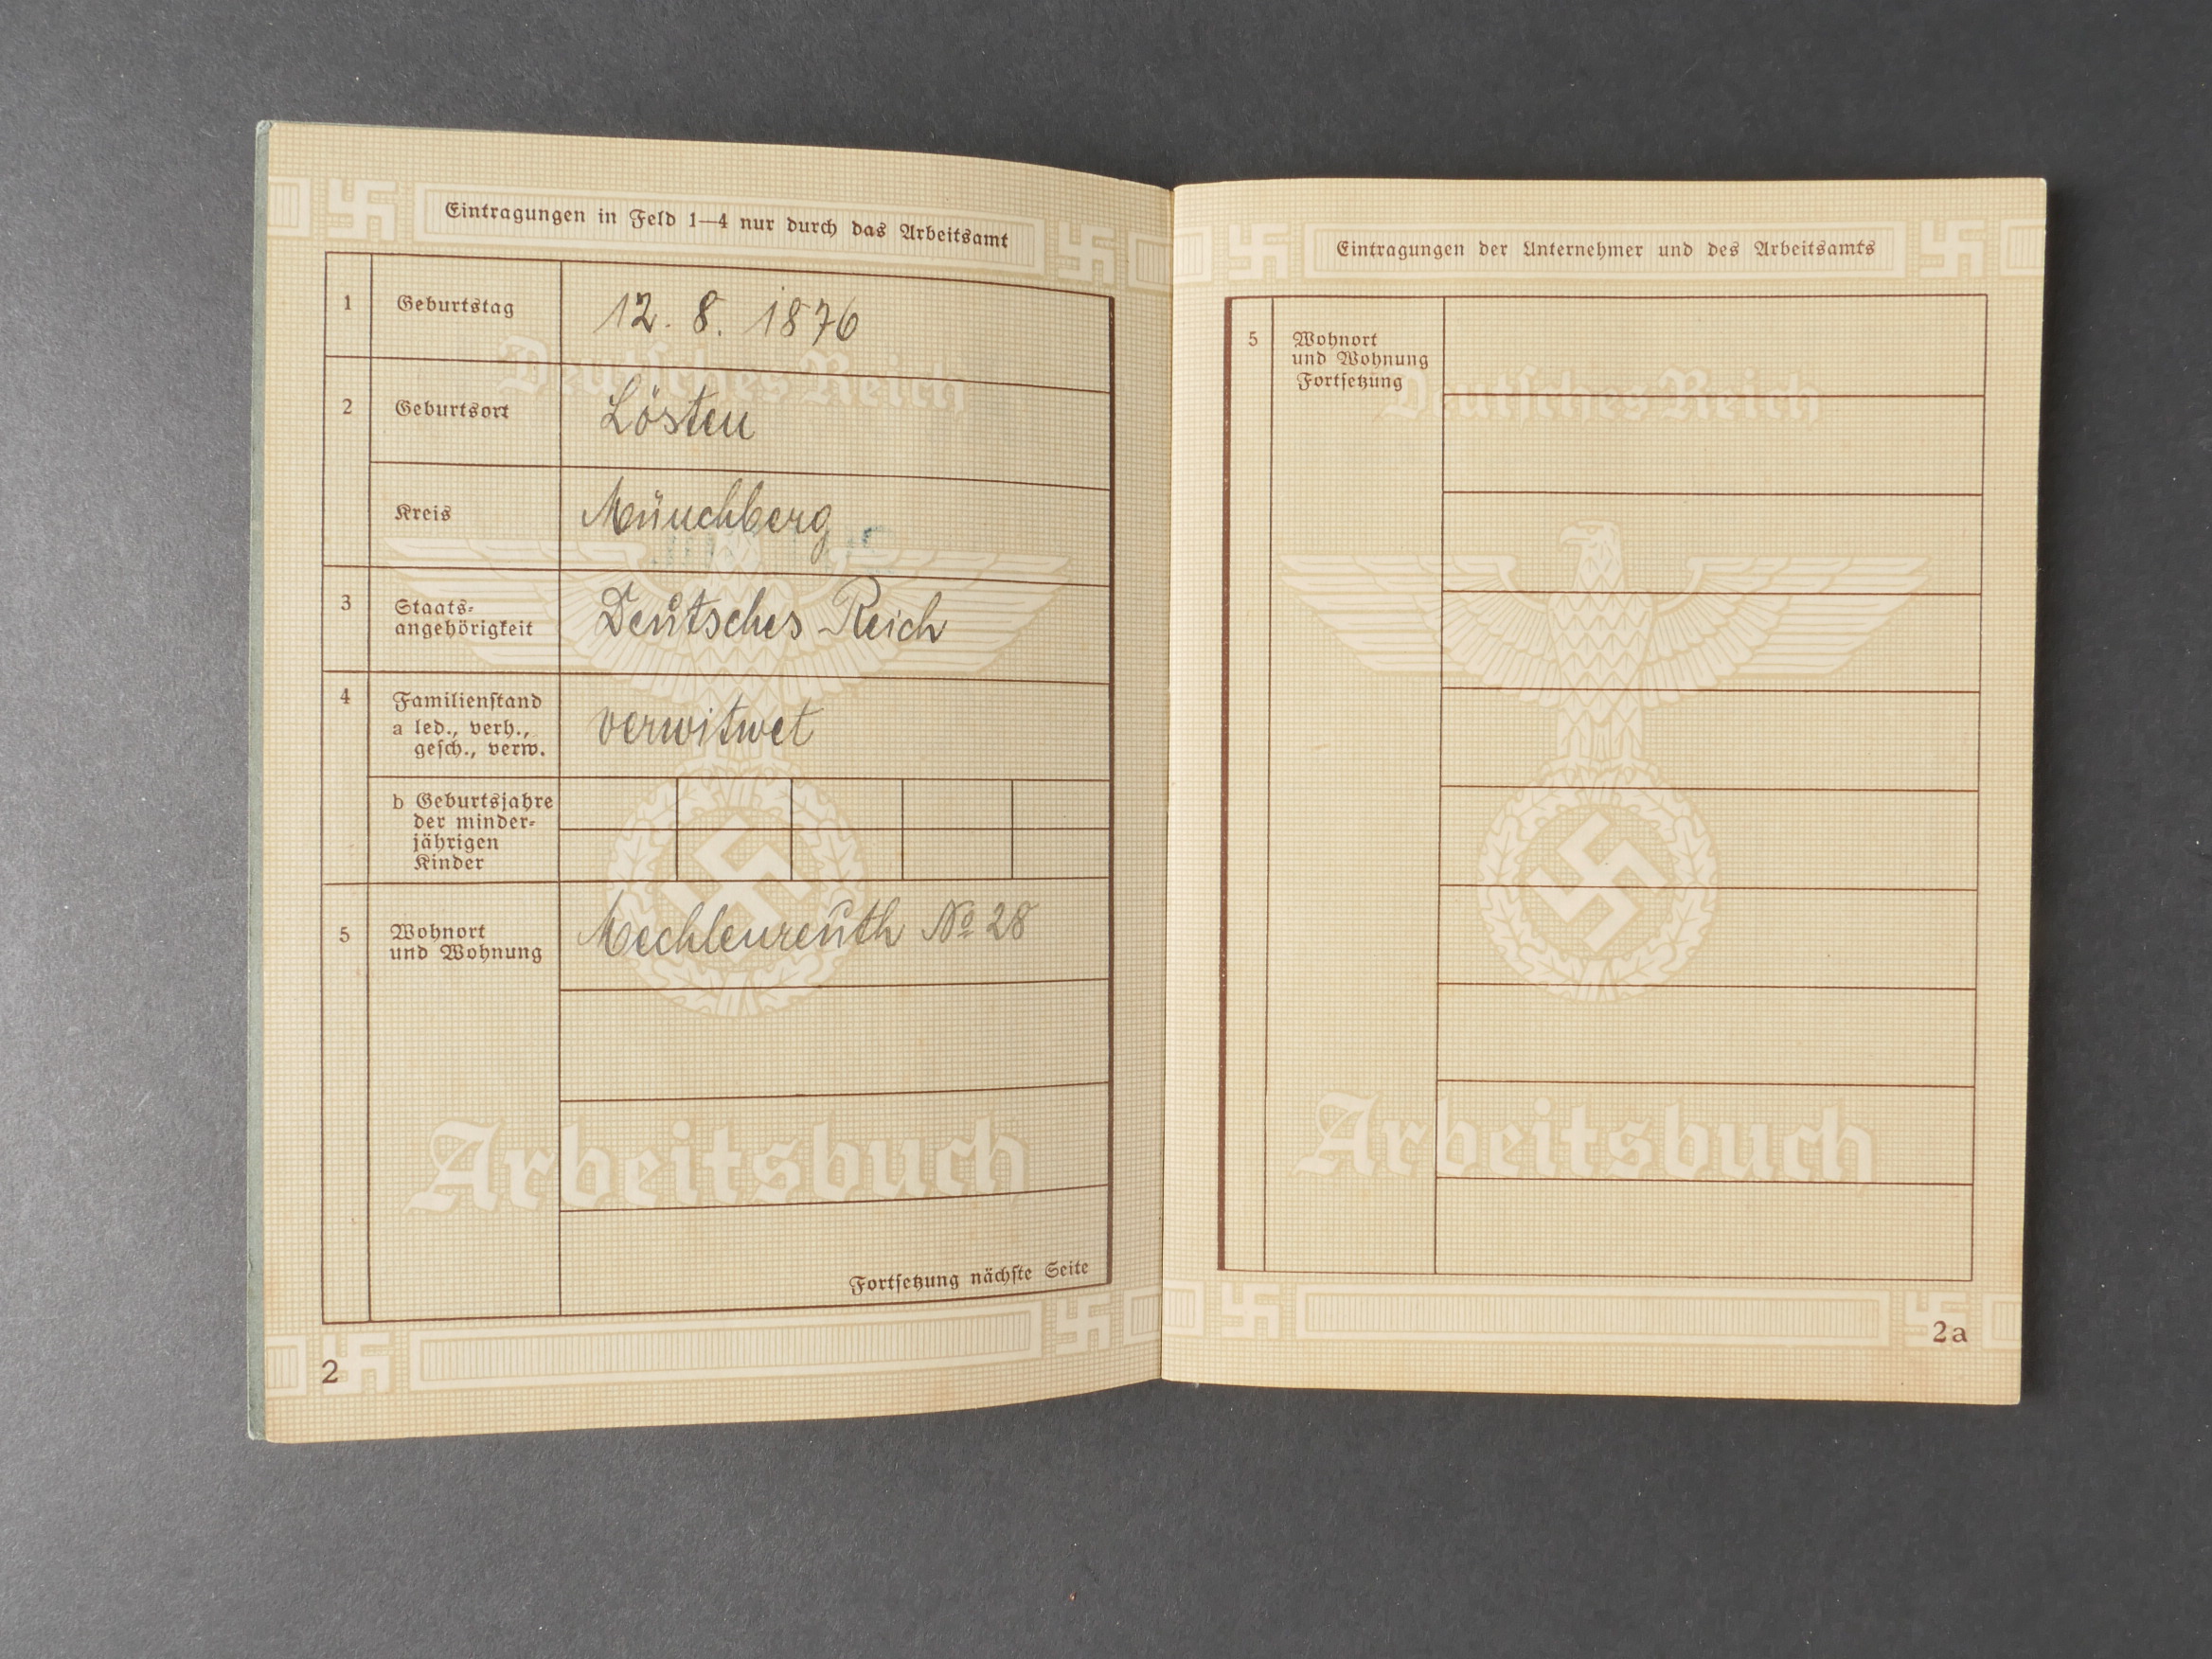 Eintragungen in Feld 1—4 nur durch das Arbeitsamt
1 Geburtstag 12. 8. 1876
Deutsches Reich
2 Geburtsort Lösten
Kreis Münchberg
3 Staats-
angehörigkeit Deutsches Reich
4 Familienstand
a led., verh.,
gesch., verw. verwitwet
b Geburtsjahre
der minder-
jährigen
Kinder
5 Wohnort
und Wohnung Mechlenreuth No 28
Arbeitsbuch
Fortsetzung nächste Seite
2
Eintragungen der Unternehmer und des Arbeitsamts
5 Wohnort
und Wohnung
Fortsetzung
Deutsches Reich
Arbeitsbuch
2a